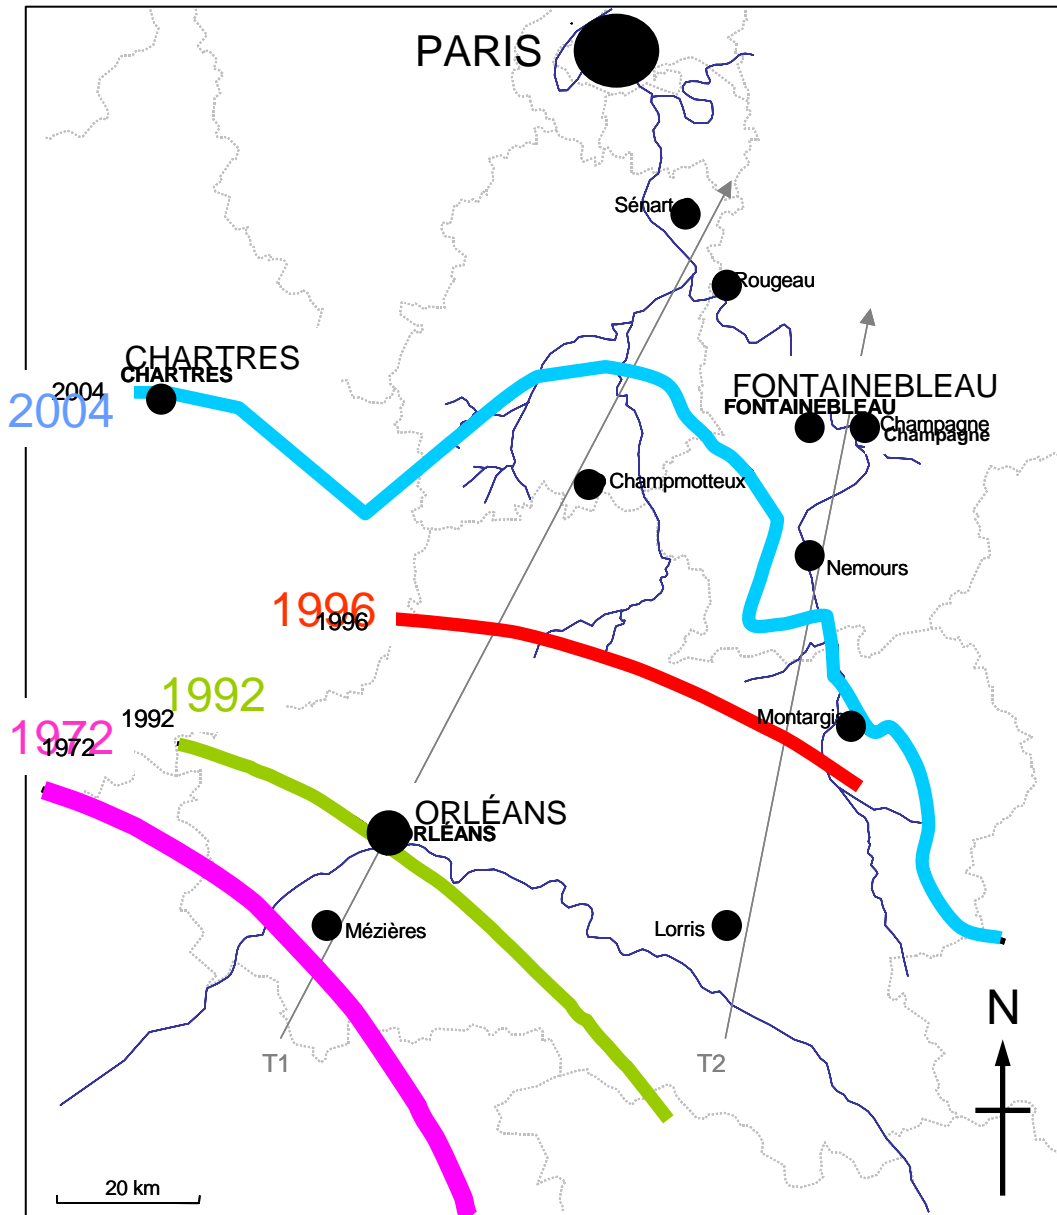 PARIS
Sénart
Rougeau
CHARTRES
CHARTRES
2004
2004
FONTAINEBLEAU
FONTAINEBLEAU
Champagne
Champagne
Champmotteux
Nemours
1996
1996
1992
1992
Montargis
1972
1972
ORLÉANS
ORLÉANS
Mézières
Lorris
N
T1
T2
20 km